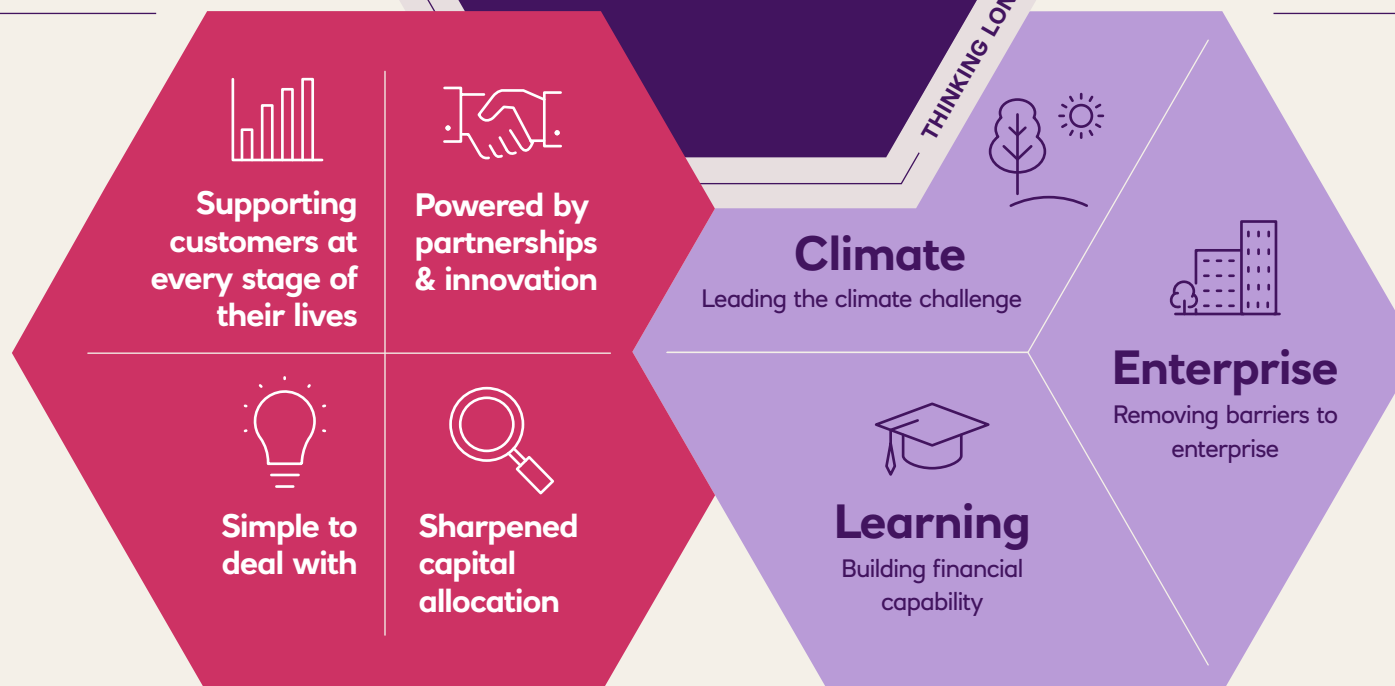 THINKING
Supporting
customers at
every stage of
their lives
Powered by
partnerships
& innovation
Simple to
deal with
Sharpened
capital
allocation
Climate
Leading the climate challenge
Enterprise
Removing barriers to
enterprise
Learning
Building financial
capability